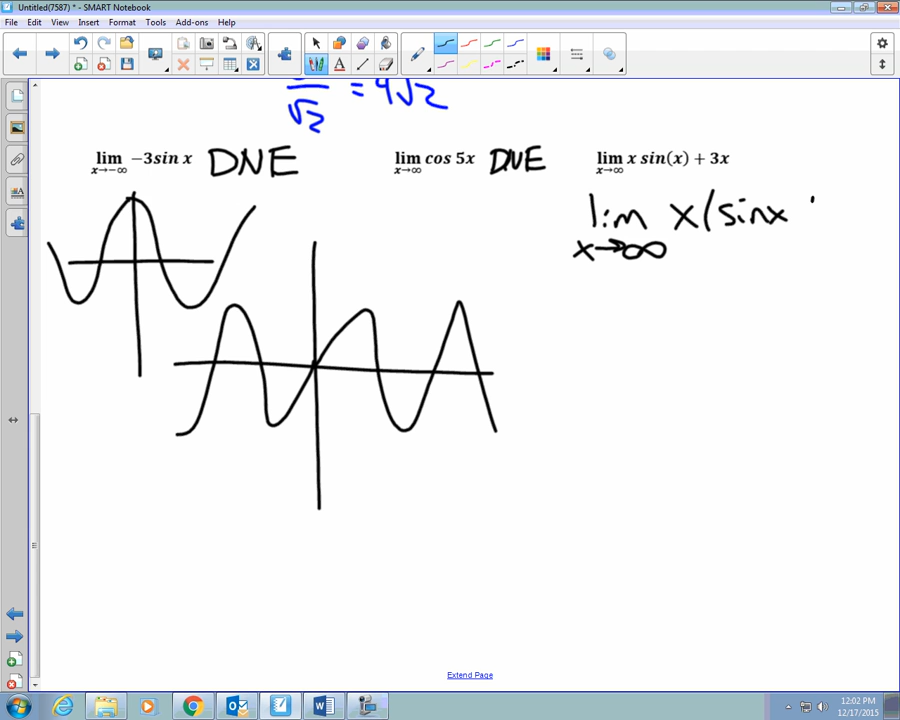 Untitled(7587) * - SMART Notebook
File Edit View Insert Format Tools Add-ons Help
√2 = 4√2
lim x→-∞ -3sin x DNE
lim x→∞ cos 5x DNE
lim x→∞ x sin(x) + 3x
lim x→∞ x(sinx
Extend Page
12:02 PM
12/17/2015